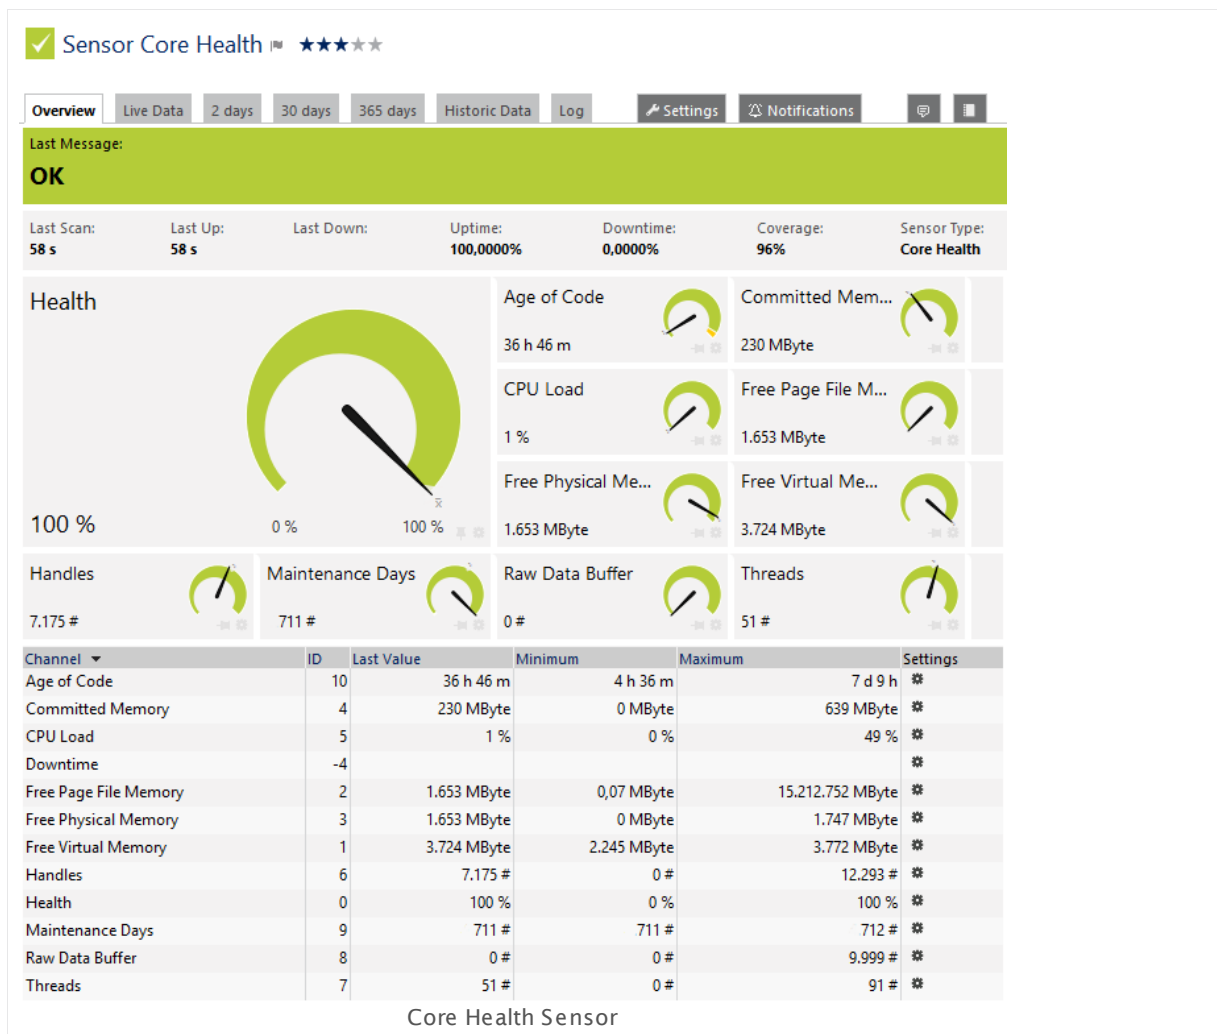 Sensor Core Health
Overview Live Data 2 days 30 days 365 days Historic Data Log Settings Notifications
Last Message:
OK
Last Scan: Last Up: Last Down: Uptime: Downtime: Coverage: Sensor Type:
58 s 58 s 100,0000% 0,0000% 96% Core Health
Health
100 %
0 % 100 %
Age of Code
36 h 46 m
Committed Mem...
230 MByte
CPU Load
1 %
Free Page File M...
1.653 MByte
Free Physical Me...
1.653 MByte
Free Virtual Me...
3.724 MByte
Handles
7.175 #
Maintenance Days
711 #
Raw Data Buffer
0 #
Threads
51 #
Channel ID Last Value Minimum Maximum Settings
Age of Code 10 36 h 46 m 4 h 36 m 7 d 9 h
Committed Memory 4 230 MByte 0 MByte 639 MByte
CPU Load 5 1 % 0 % 49 %
Downtime -4
Free Page File Memory 2 1.653 MByte 0,07 MByte 15.212.752 MByte
Free Physical Memory 3 1.653 MByte 0 MByte 1.747 MByte
Free Virtual Memory 1 3.724 MByte 2.245 MByte 3.772 MByte
Handles 6 7.175 # 0 # 12.293 #
Health 0 100 % 0 % 100 %
Maintenance Days 9 711 # 711 # 712 #
Raw Data Buffer 8 0 # 0 # 9.999 #
Threads 7 51 # 0 # 91 #
Core Health Sensor